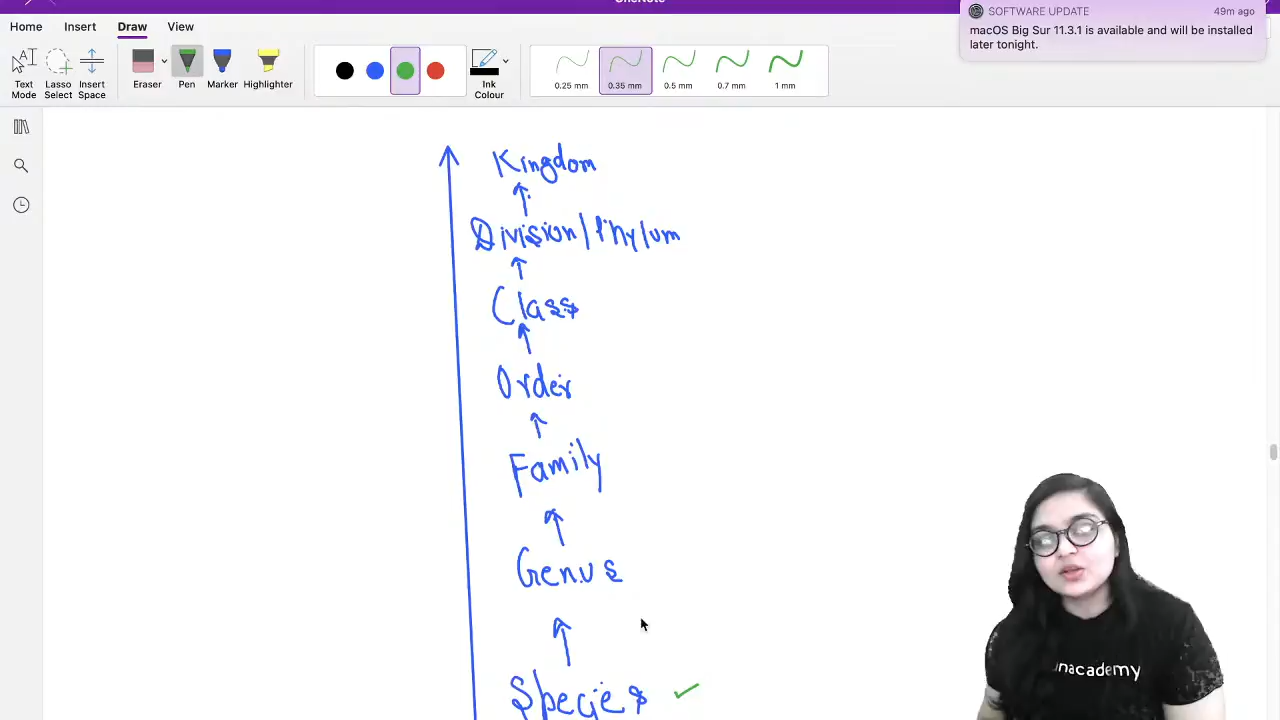 OneNote
Home Insert Draw View
SOFTWARE UPDATE 49m ago
macOS Big Sur 11.3.1 is available and will be installed
later tonight.
Text Mode
Lasso Select
Insert Space
Eraser
Pen
Marker
Highlighter
Ink Colour
0.25 mm
0.35 mm
0.5 mm
0.7 mm
1 mm
Kingdom
Division/Phylum
Class
Order
Family
Genus
Species
unacademy